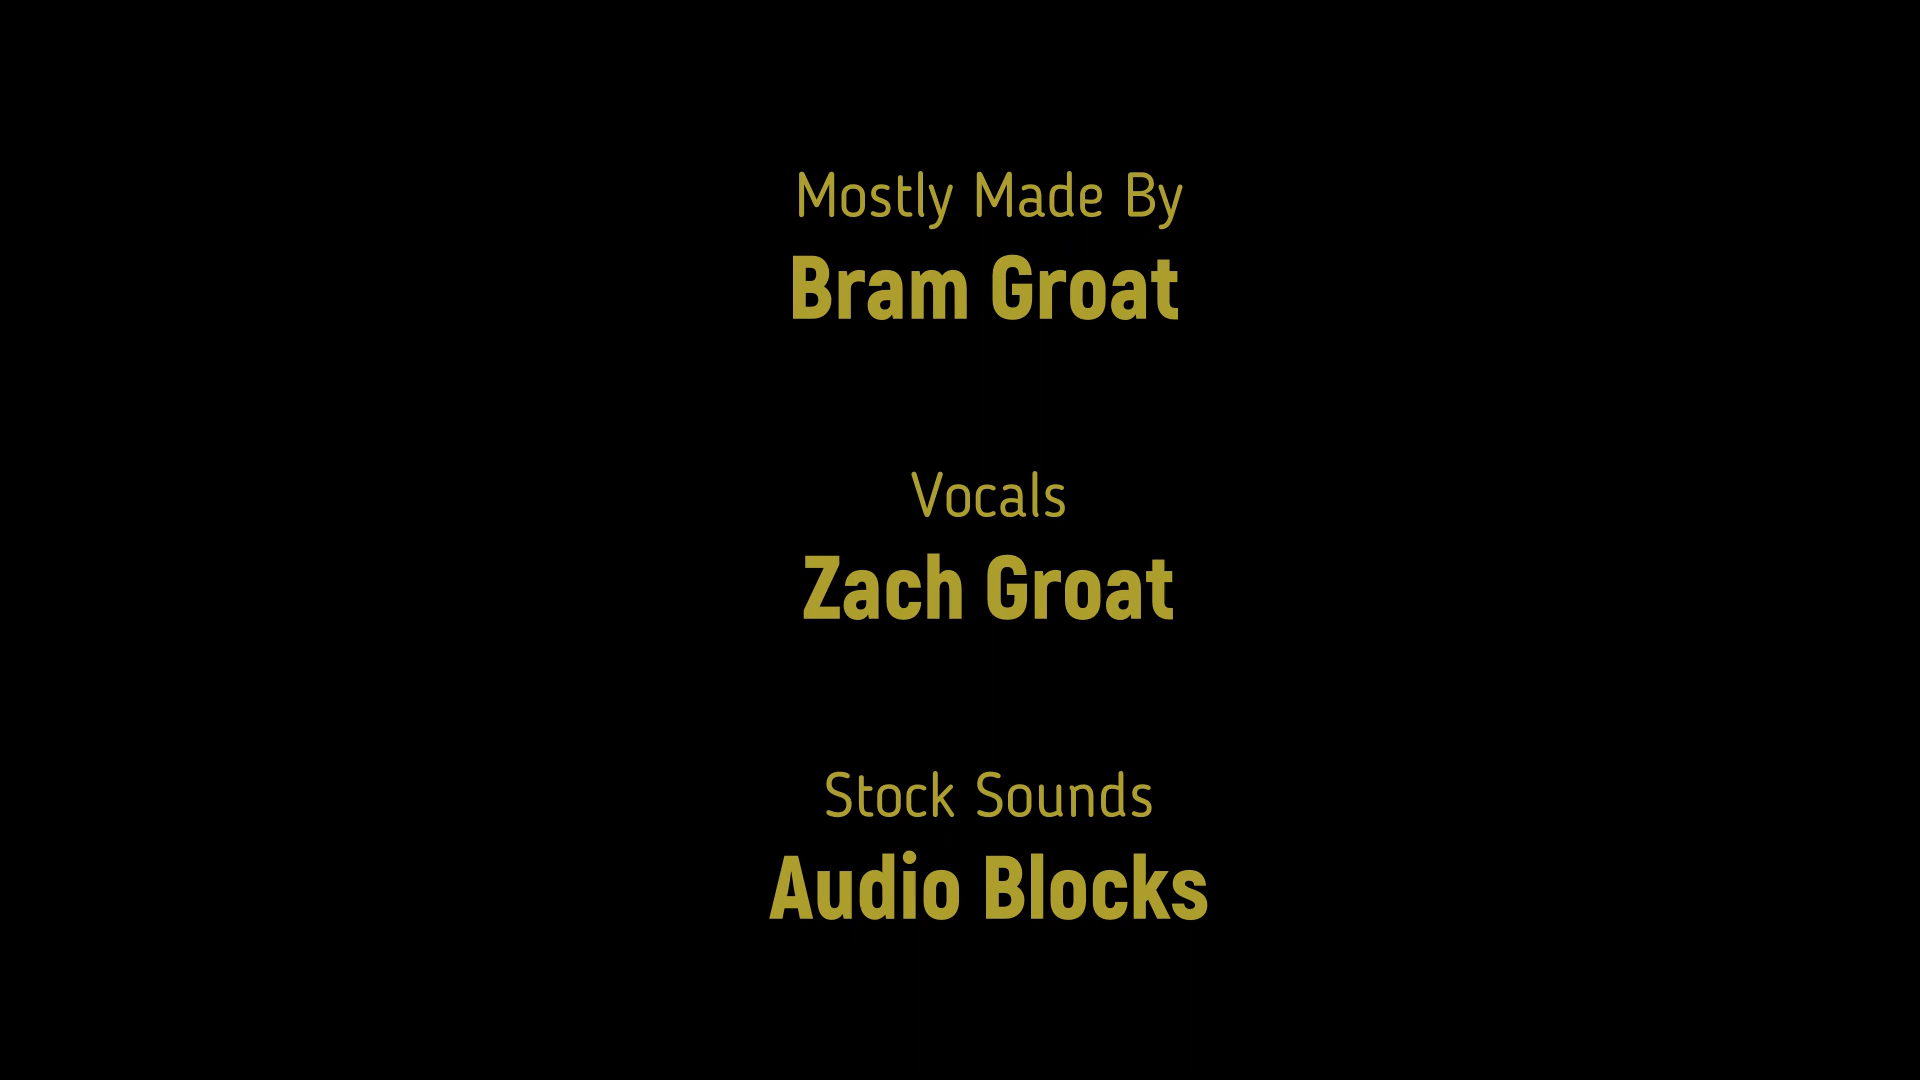 Mostly Made By
Bram Groat
Vocals
Zach Groat
Stock Sounds
Audio Blocks